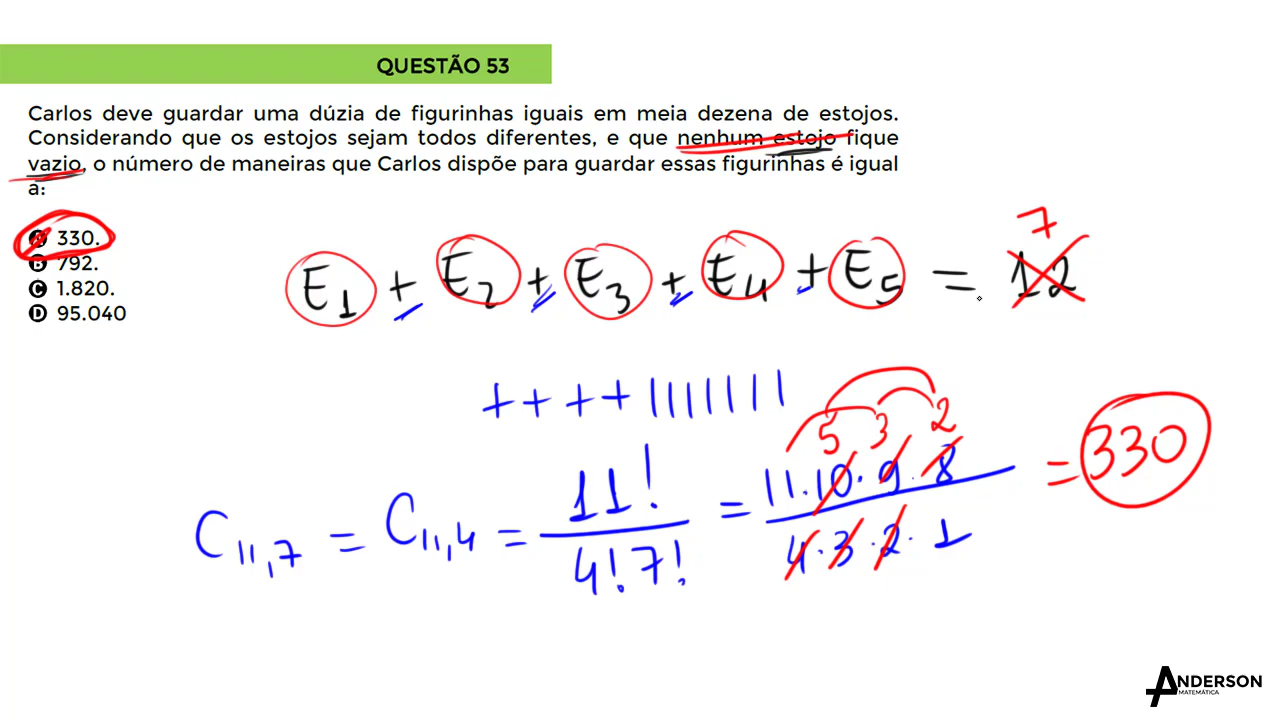 QUESTÃO 53
Carlos deve guardar uma dúzia de figurinhas iguais em meia dezena de estojos.
Considerando que os estojos sejam todos diferentes, e que nenhum estojo fique
vazio, o número de maneiras que Carlos dispõe para guardar essas figurinhas é igual
a:
A 330.
B 792.
C 1.820.
D 95.040
7
E1 + E2 + E3 + E4 + E5 = 12
++++|||||||
5 3 2
C11,7 = C11,4 = 11! / 4!7! = 11·10·9·8 / 4·3·2·1 = 330
ANDERSON
MATEMÁTICA